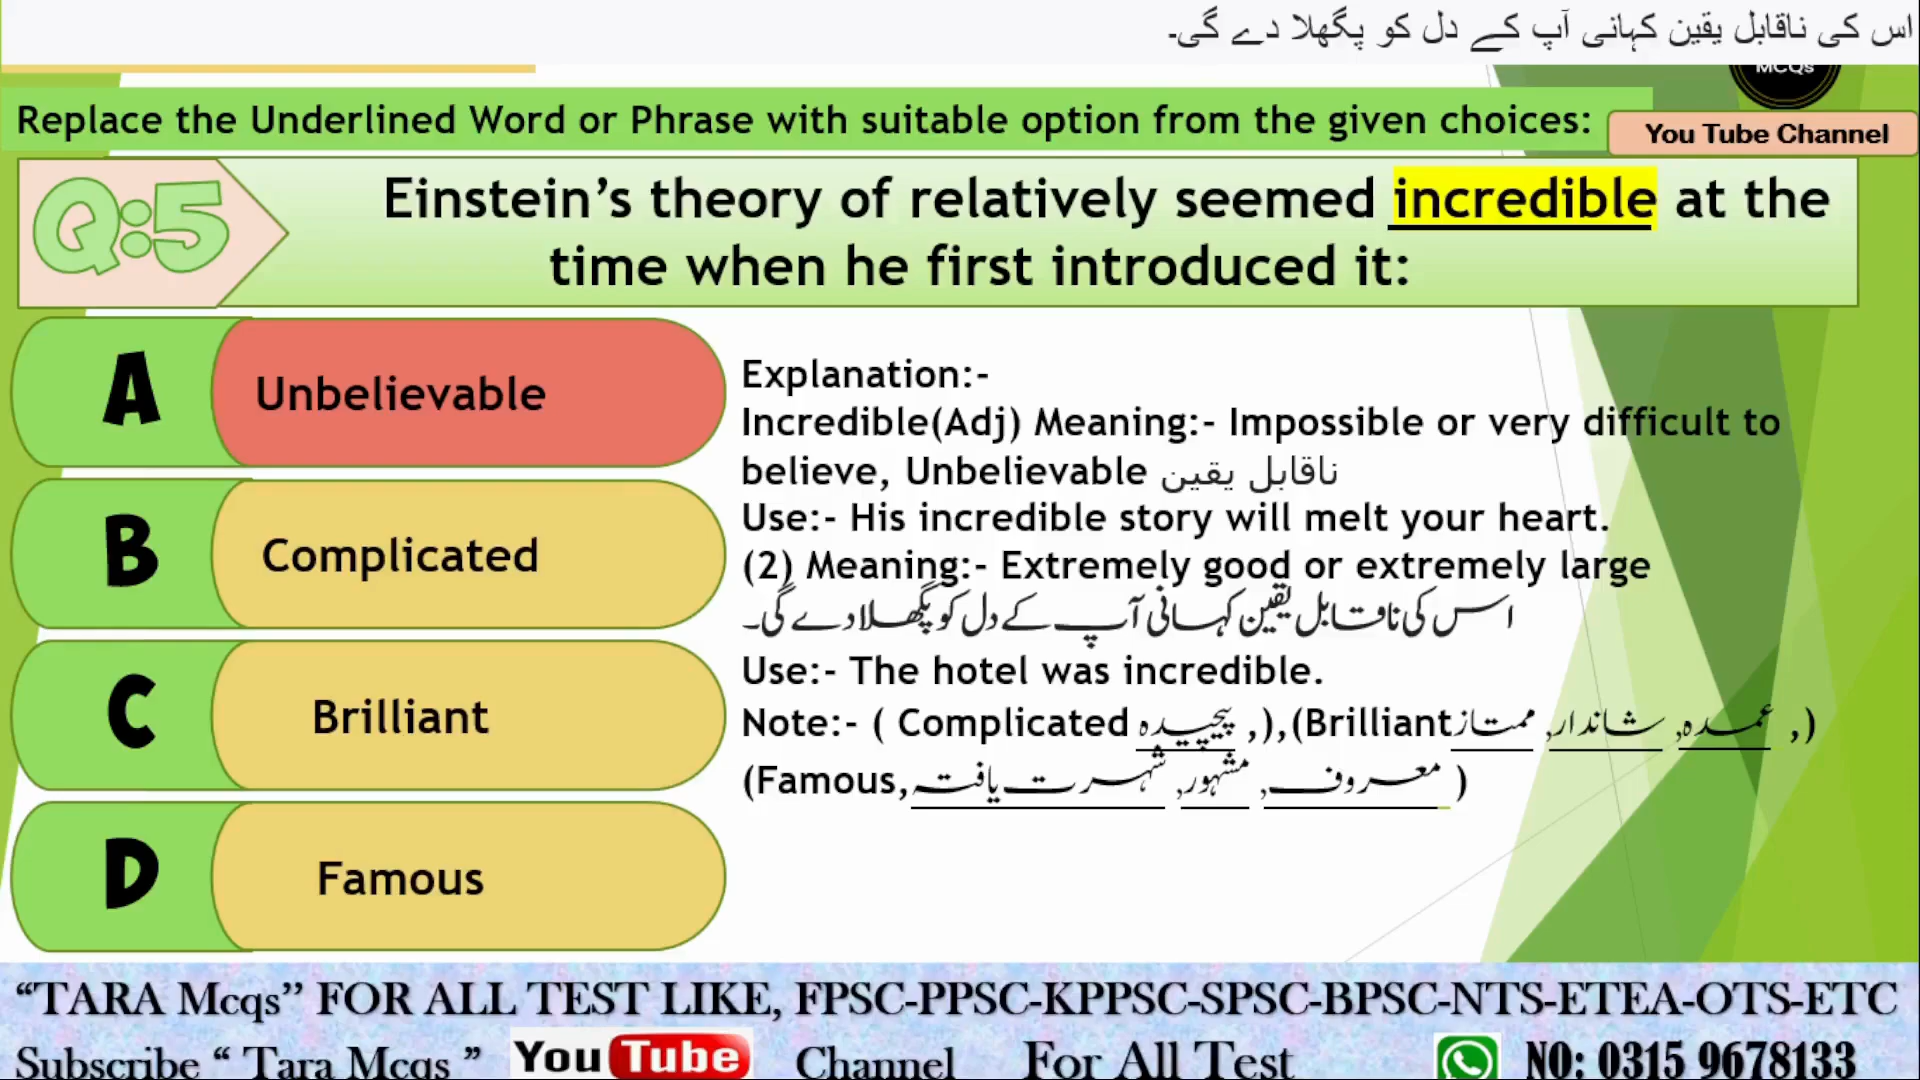 اس کی ناقابل یقین کہانی آپ کے دل کو پگھلا دے گی۔
MCQs
Replace the Underlined Word or Phrase with suitable option from the given choices:
You Tube Channel
Q:5
Einstein’s theory of relatively seemed incredible at the
time when he first introduced it:
A
Unbelievable
B
Complicated
C
Brilliant
D
Famous
Explanation:-
Incredible(Adj) Meaning:- Impossible or very difficult to
believe, Unbelievable ناقابل یقین
Use:- His incredible story will melt your heart.
(2) Meaning:- Extremely good or extremely large
اس کی ناقابل یقین کہانی آپ کے دل کو پگھلا دے گی۔
Use:- The hotel was incredible.
Note:- ( Complicated پیچیدہ ,),(Brilliant ممتاز, شاندار, عمدہ ,)
(Famous, شہرت یافتہ, مشہور, معروف )
“TARA Mcqs” FOR ALL TEST LIKE, FPSC-PPSC-KPPSC-SPSC-BPSC-NTS-ETEA-OTS-ETC
Subscribe “ Tara Mcqs ” YouTube Channel For All Test NO: 0315 9678133